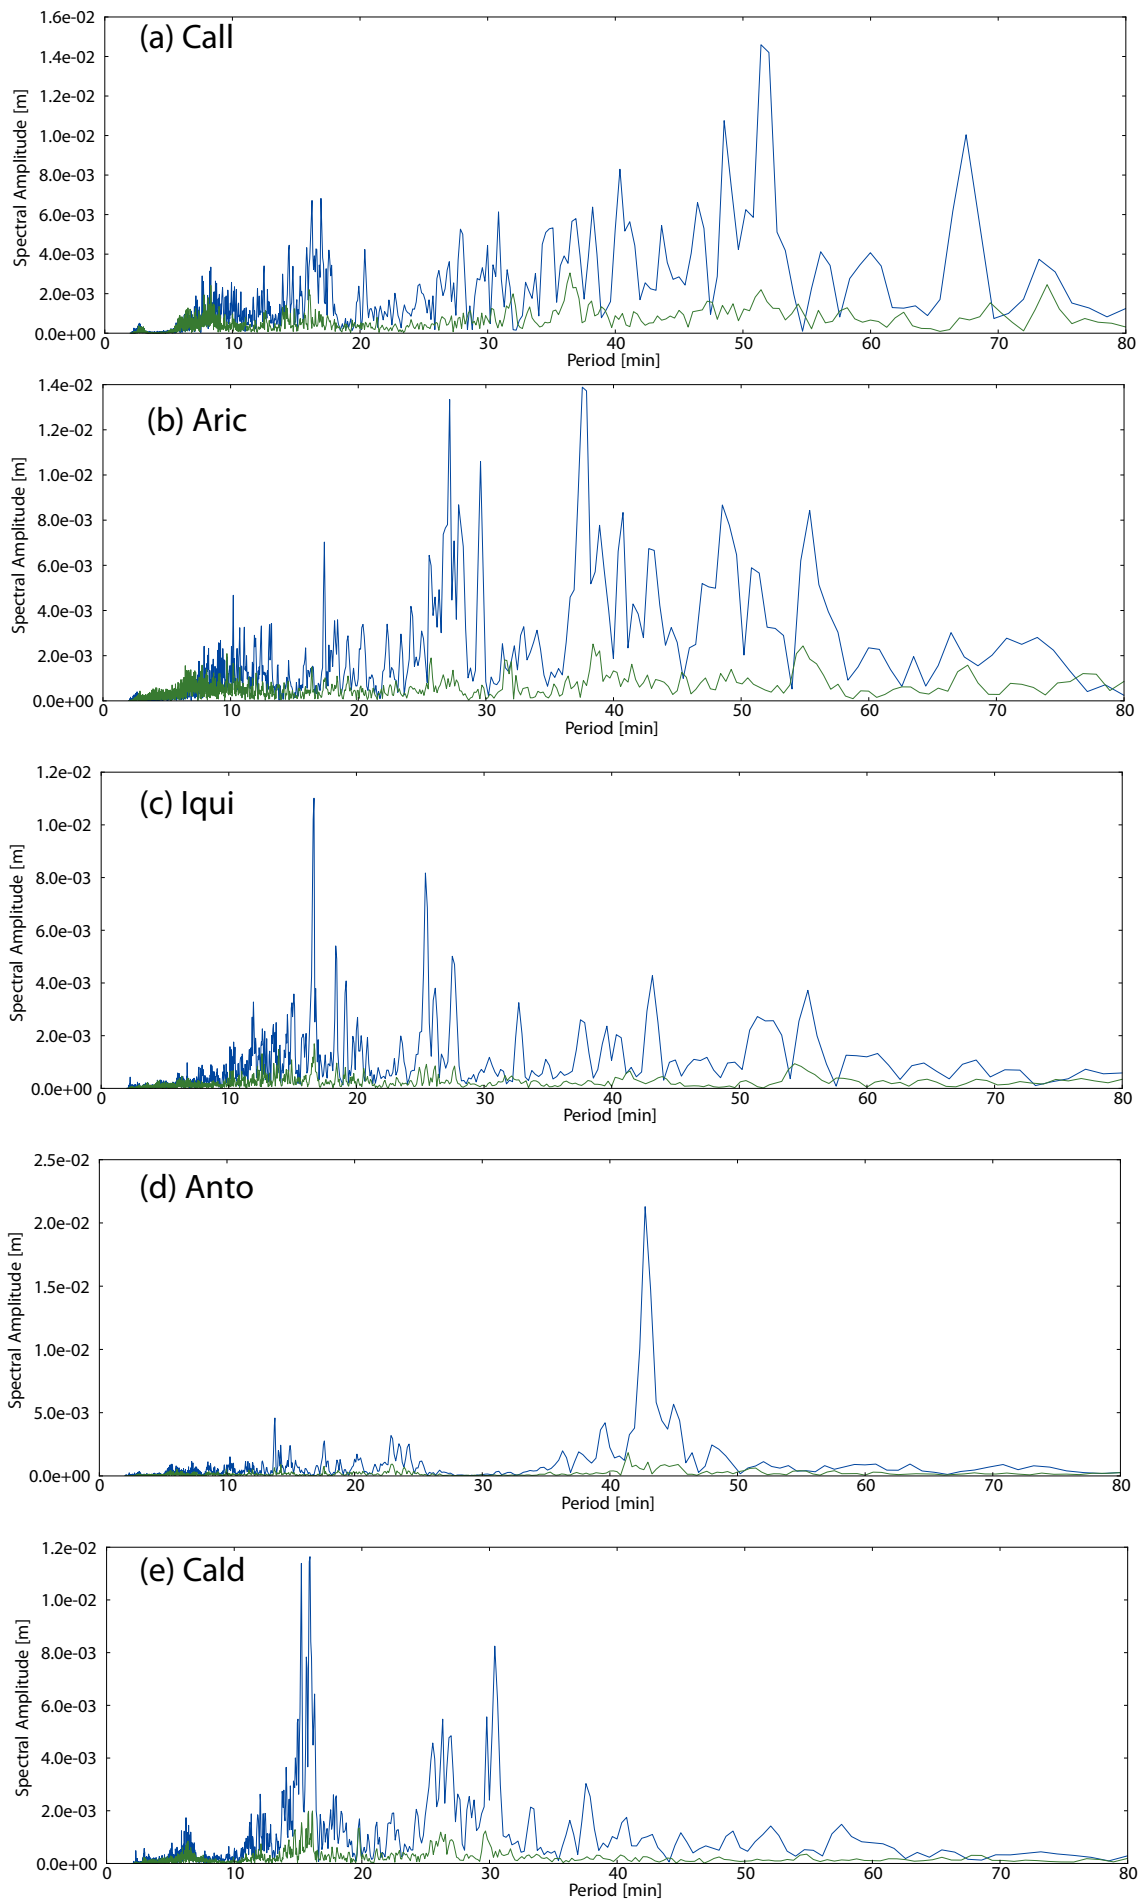 (a) Call
Spectral Amplitude [m]
1.6e-02
1.4e-02
1.2e-02
1.0e-02
8.0e-03
6.0e-03
4.0e-03
2.0e-03
0.0e+00
0 10 20 30 40 50 60 70 80
Period [min]
(b) Aric
Spectral Amplitude [m]
1.4e-02
1.2e-02
1.0e-02
8.0e-03
6.0e-03
4.0e-03
2.0e-03
0.0e+00
0 10 20 30 40 50 60 70 80
Period [min]
(c) Iqui
Spectral Amplitude [m]
1.2e-02
1.0e-02
8.0e-03
6.0e-03
4.0e-03
2.0e-03
0.0e+00
0 10 20 30 40 50 60 70 80
Period [min]
(d) Anto
Spectral Amplitude [m]
2.5e-02
2.0e-02
1.5e-02
1.0e-02
5.0e-03
0.0e+00
0 10 20 30 40 50 60 70 80
Period [min]
(e) Cald
Spectral Amplitude [m]
1.2e-02
1.0e-02
8.0e-03
6.0e-03
4.0e-03
2.0e-03
0.0e+00
0 10 20 30 40 50 60 70 80
Period [min]